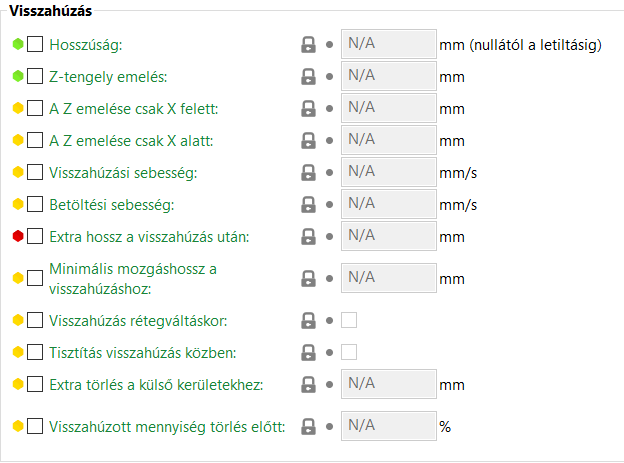 Visszahúzás
Hosszúság: N/A mm (nullától a letiltásig)
Z-tengely emelés: N/A mm
A Z emelése csak X felett: N/A mm
A Z emelése csak X alatt: N/A mm
Visszahúzási sebesség: N/A mm/s
Betöltési sebesség: N/A mm/s
Extra hossz a visszahúzás után: N/A mm
Minimális mozgáshossz a
visszahúzáshoz: N/A mm
Visszahúzás rétegváltáskor:
Tisztítás visszahúzás közben:
Extra törlés a külső kerületekhez: N/A mm
Visszahúzott mennyiség törlés előtt: N/A %